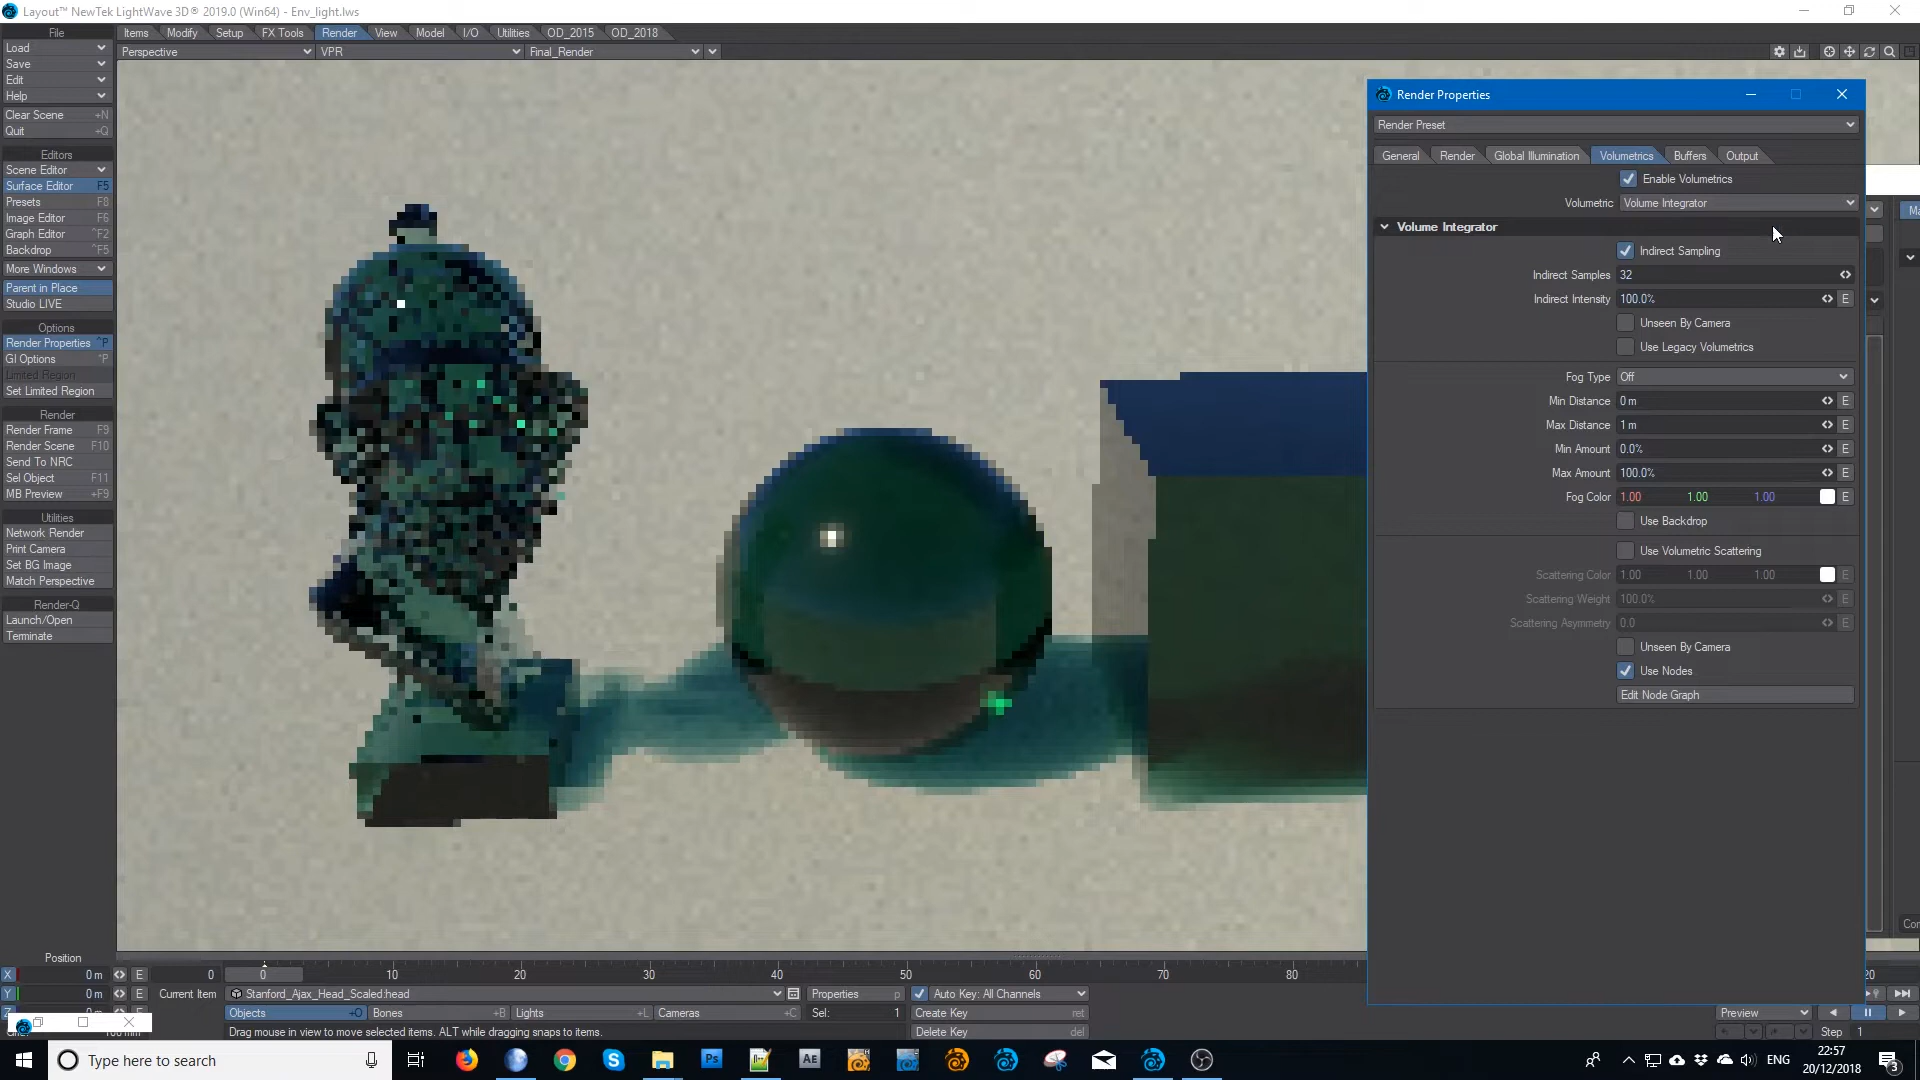 Layout™ NewTek LightWave 3D® 2019.0 (Win64) - Env_light.lws
File
Items Modify Setup FX Tools Render View Model I/O Utilities OD_2015 OD_2018
Load
Perspective VPR Final_Render
Save
Edit
Help
Clear Scene +N
Quit +Q
Editors
Scene Editor
Surface Editor F5
Presets F8
Image Editor F6
Graph Editor ^F2
Backdrop ^F5
More Windows
Parent in Place
Studio LIVE
Options
Render Properties ^P
GI Options *P
Limited Region
Set Limited Region
Render
Render Frame F9
Render Scene F10
Send To NRC
Sel Object F11
MB Preview +F9
Utilities
Network Render
Print Camera
Set BG Image
Match Perspective
Render-Q
Launch/Open
Terminate
Render Properties
Render Preset
General Render Global Illumination Volumetrics Buffers Output
Enable Volumetrics
Volumetric Volume Integrator
Volume Integrator
Indirect Sampling
Indirect Samples 32
Indirect Intensity 100.0% E
Unseen By Camera
Use Legacy Volumetrics
Fog Type Off
Min Distance 0 m E
Max Distance 1 m E
Min Amount 0.0% E
Max Amount 100.0% E
Fog Color 1.00 1.00 1.00 E
Use Backdrop
Use Volumetric Scattering
Scattering Color 1.00 1.00 1.00 E
Scattering Weight 100.0% E
Scattering Asymmetry 0.0 E
Unseen By Camera
Use Nodes
Edit Node Graph
Ma
Cor
Position
X 0 m E 0 0 10 20 30 40 50 60 70 80 20
Y 0 m E Current Item Stanford_Ajax_Head_Scaled:head Properties p Auto Key: All Channels
Z Objects +O Bones +B Lights +L Cameras +C Sel: 1 Create Key ret Preview
Drag mouse in view to move selected items. ALT while dragging snaps to items. Delete Key del Step 1
Type here to search
Ps AE
ENG
22:57
20/12/2018
3